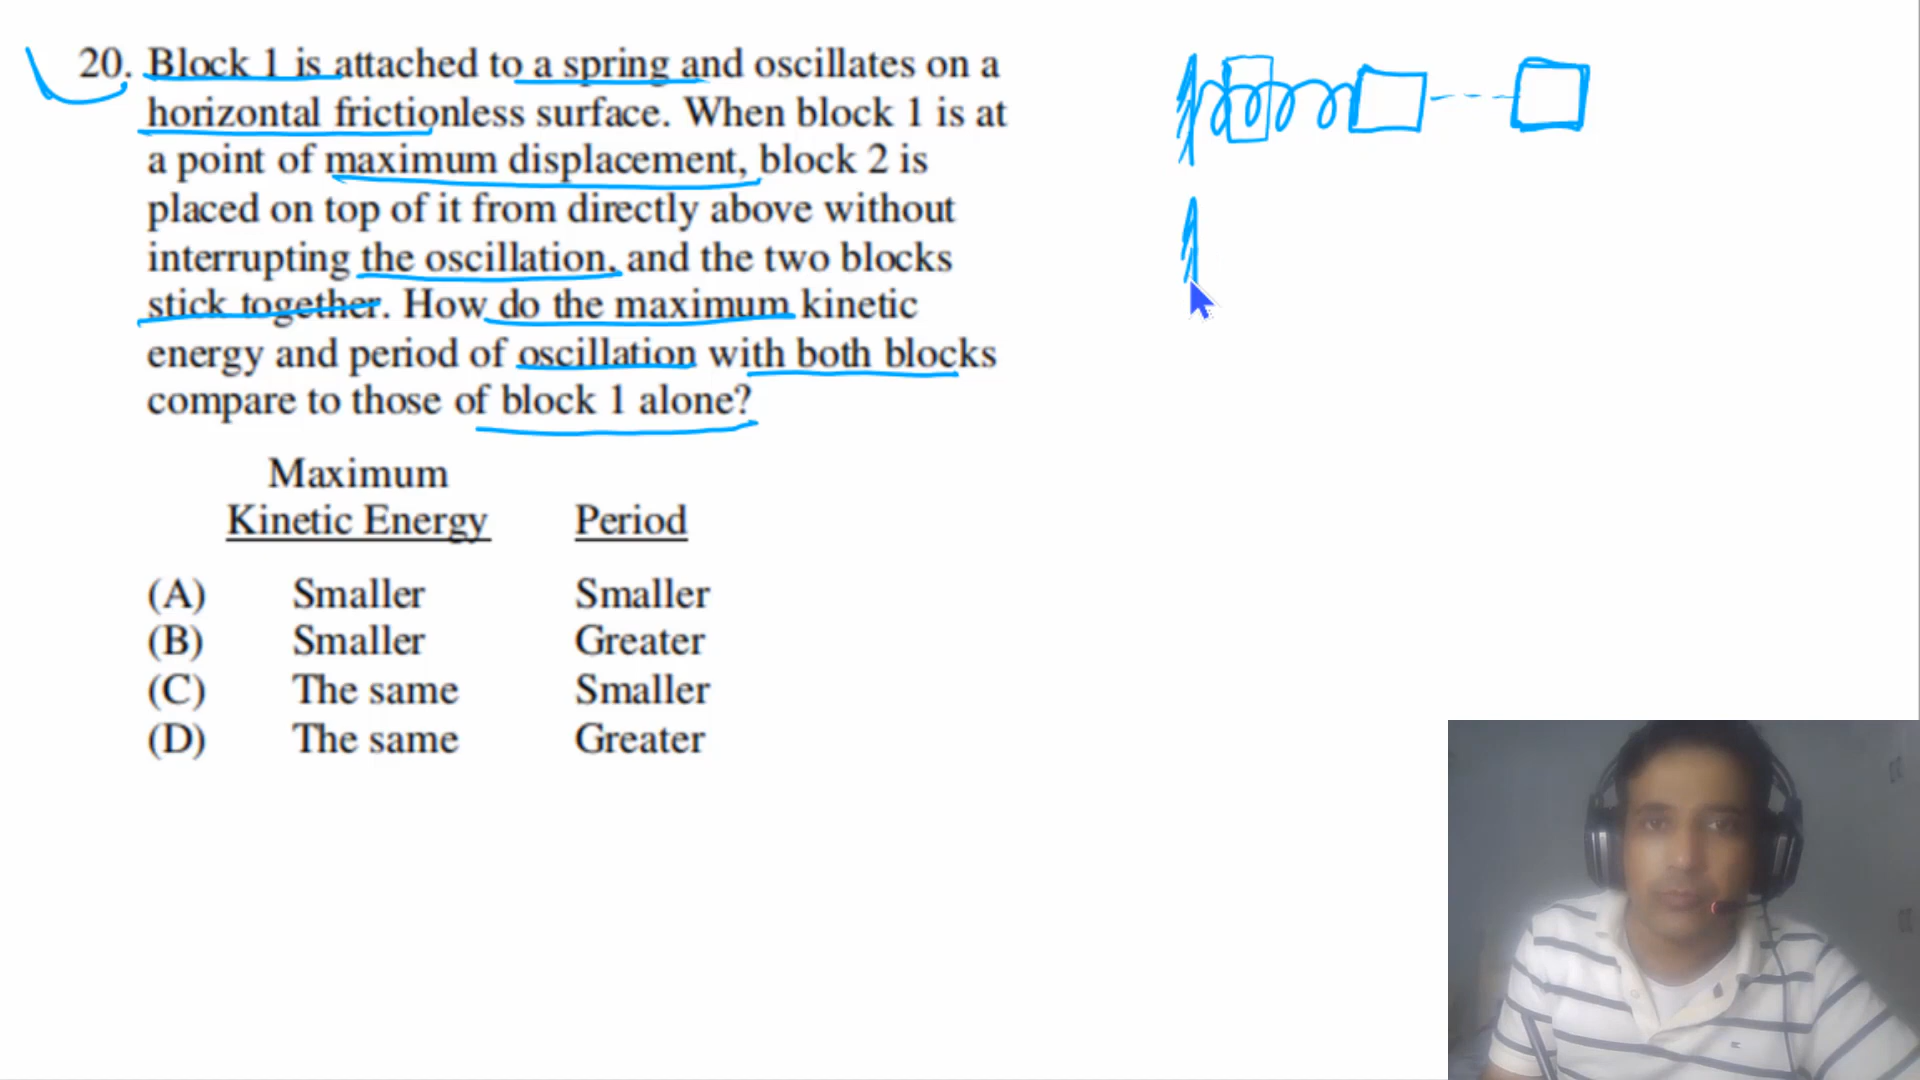 20. Block 1 is attached to a spring and oscillates on a
horizontal frictionless surface. When block 1 is at
a point of maximum displacement, block 2 is
placed on top of it from directly above without
interrupting the oscillation, and the two blocks
stick together. How do the maximum kinetic
energy and period of oscillation with both blocks
compare to those of block 1 alone?
Maximum
Kinetic Energy Period
(A) Smaller Smaller
(B) Smaller Greater
(C) The same Smaller
(D) The same Greater